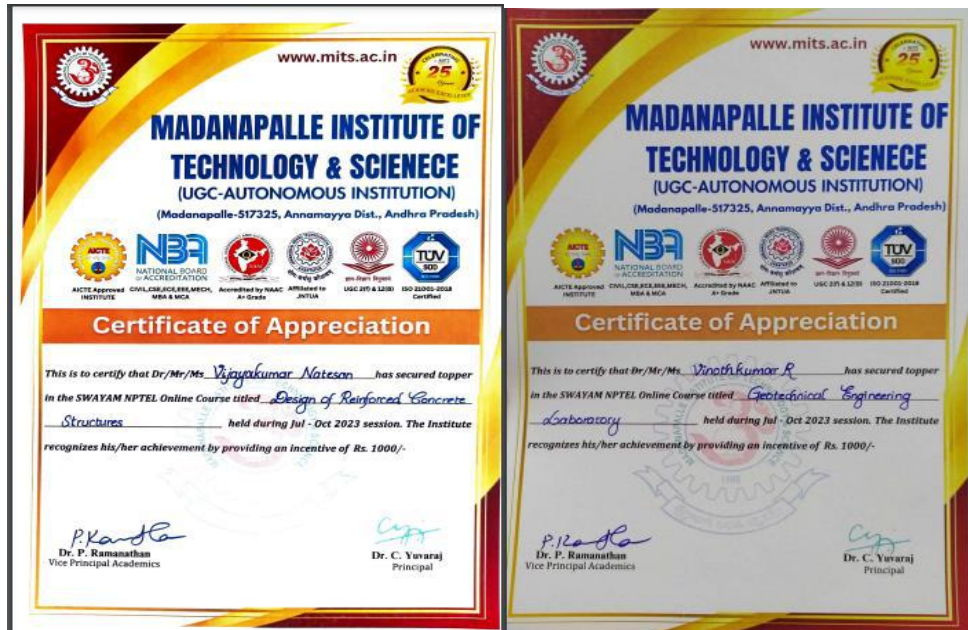 www.mits.ac.in
CELEBRATING
25
Years
MADANAPALLE INSTITUTE OF
TECHNOLOGY & SCIENECE
(UGC-AUTONOMOUS INSTITUTION)
(Madanapalle-517325, Annamayya Dist., Andhra Pradesh)
AICTE
NBA
NATIONAL BOARD
of ACCREDITATION
TÜV
SÜD
AICTE Approved
INSTITUTE
CIVIL,CSE,ECE,EEE,MECH,
MBA & MCA
Accredited by NAAC
A+ Grade
Affiliated to
JNTUA
UGC 2(f) & 12(B)
ISO 21001-2018
Certified
Certificate of Appreciation
This is to certify that Dr/Mr/Ms Vijayakumar Natesan has secured topper
in the SWAYAM NPTEL Online Course titled Design of Reinforced Concrete
Structures held during Jul - Oct 2023 session. The Institute
recognizes his/her achievement by providing an incentive of Rs. 1000/-
Dr. P. Ramanathan
Vice Principal Academics
Dr. C. Yuvaraj
Principal
www.mits.ac.in
25
MADANAPALLE INSTITUTE OF
TECHNOLOGY & SCIENECE
(UGC-AUTONOMOUS INSTITUTION)
(Madanapalle-517325, Annamayya Dist., Andhra Pradesh)
AICTE
NBA
NATIONAL BOARD
of ACCREDITATION
TÜV
SÜD
AICTE Approved
INSTITUTE
CIVIL,CSE,ECE,EEE,MECH,
MBA & MCA
Accredited by NAAC
A+ Grade
Affiliated to
JNTUA
UGC 2(f) & 12(B)
ISO 21001-2018
Certified
Certificate of Appreciation
This is to certify that Dr/Mr/Ms Vinothkumar R has secured topper
in the SWAYAM NPTEL Online Course titled Geotechnical Engineering
Laboratory held during Jul - Oct 2023 session. The Institute
recognizes his/her achievement by providing an incentive of Rs. 1000/-
Dr. P. Ramanathan
Vice Principal Academics
Dr. C. Yuvaraj
Principal